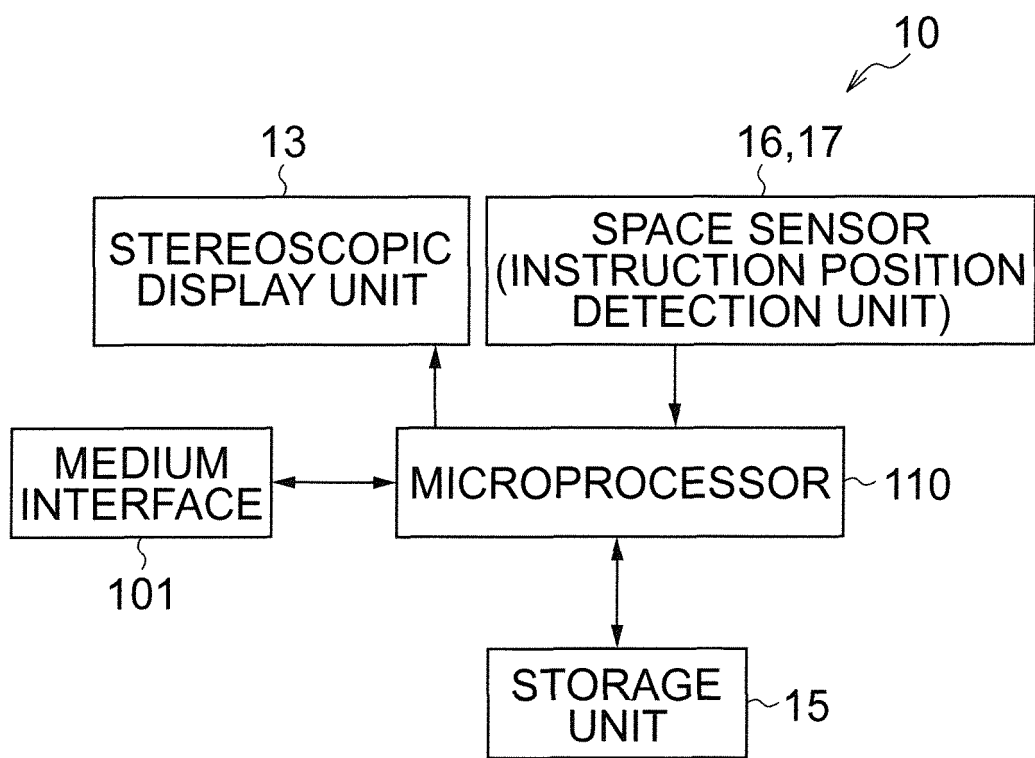 10
13
16,17
STEREOSCOPIC
DISPLAY UNIT
SPACE SENSOR
(INSTRUCTION POSITION
DETECTION UNIT)
MEDIUM
INTERFACE
MICROPROCESSOR
110
101
STORAGE
UNIT
15